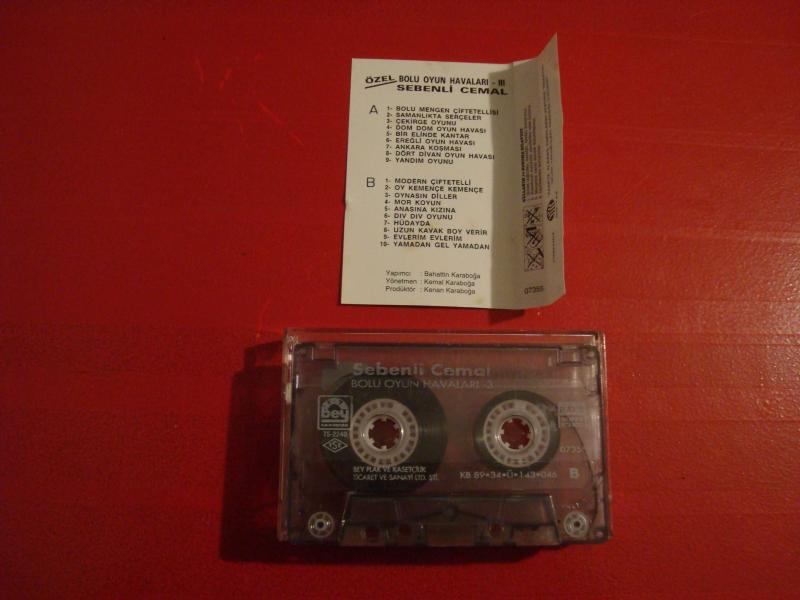 ÖZEL BOLU OYUN HAVALARI - III
SEBENLİ CEMAL
A
1- BOLU MENGEN ÇİFTETELLİSİ
2- SAMANLIKTA SERÇELER
3- ÇEKİRGE OYUNU
4- DOM DOM OYUN HAVASI
5- BİR ELİNDE KANTAR
6- EREĞLİ OYUN HAVASI
7- ANKARA KOŞMASI
8- DÖRT DİVAN OYUN HAVASI
9- YANDIM OYUNU
B
1- MODERN ÇİFTETELLİ
2- OY KEMENÇE KEMENÇE
3- OYNASIN DİLLER
4- MOR KOYUN
5- ANASINA KIZINA
6- DIV DIV OYUNU
7- HÜDAYDA
8- UZUN KAVAK BOY VERİR
9- EVLERİM EVLERİM
10- YAMADAN GEL YAMADAN
Yapımcı : Bahattin Karaboğa
Yönetmen : Kemal Karaboğa
Prodüktör : Kenan Karaboğa
07355
Sebenli Cemal
BOLU OYUN HAVALARI-3
bey
TS-2240
TSE
BEY PLAK VE KASETÇİLİK
TİCARET VE SANAYİ LTD. ŞTİ.
0735
KB 89•34•Ü•143•046
B